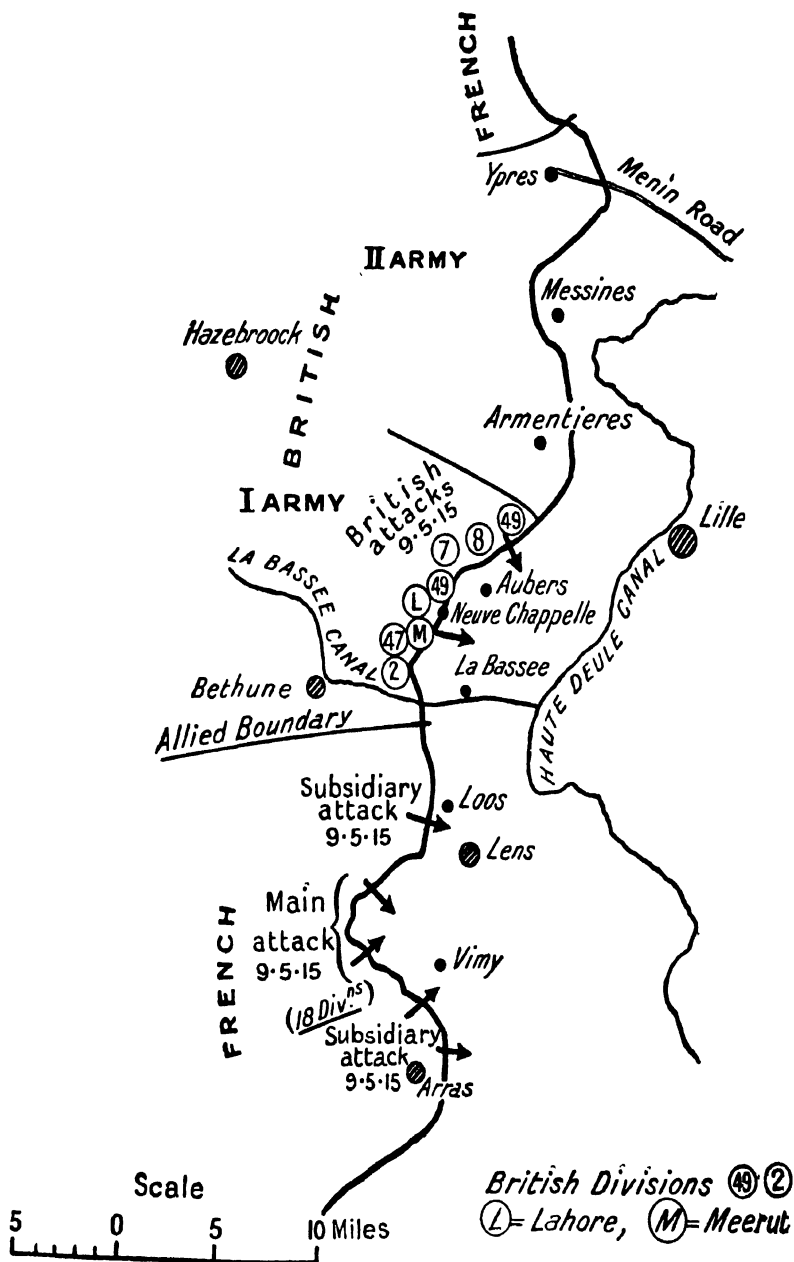 FRENCH
Ypres
Menin Road
II ARMY
Messines
Hazebroock
BRITISH
Armentieres
I ARMY
British
attacks
9·5·15
49
8
7
Lille
LA BASSEE CANAL
49
Aubers
L
Neuve Chappelle
47
M
2
La Bassee
Bethune
HAUTE DEULE CANAL
Allied Boundary
Subsidiary
attack
9·5·15
Loos
Lens
Main
attack
9·5·15
FRENCH
Vimy
(18 Div.ns)
Subsidiary
attack
9·5·15
Arras
Scale
5 0 5 10 Miles
British Divisions 49 2
L = Lahore, M = Meerut